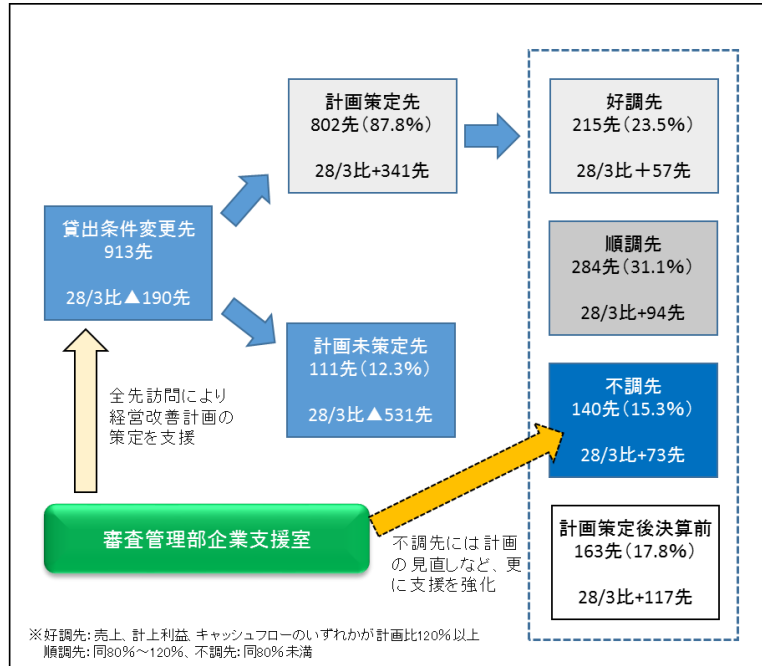 貸出条件変更先
913先
28/3比▲190先
計画策定先
802先(87.8%)
28/3比+341先
計画未策定先
111先(12.3%)
28/3比▲531先
好調先
215先(23.5%)
28/3比＋57先
順調先
284先(31.1%)
28/3比+94先
不調先
140先(15.3%)
28/3比+73先
計画策定後決算前
163先(17.8%)
28/3比+117先
全先訪問により
経営改善計画の
策定を支援
審査管理部企業支援室
不調先には計画
の見直しなど、更
に支援を強化
※好調先：売上、計上利益、キャッシュフローのいずれかが計画比120%以上
順調先：同80%～120%、不調先：同80%未満